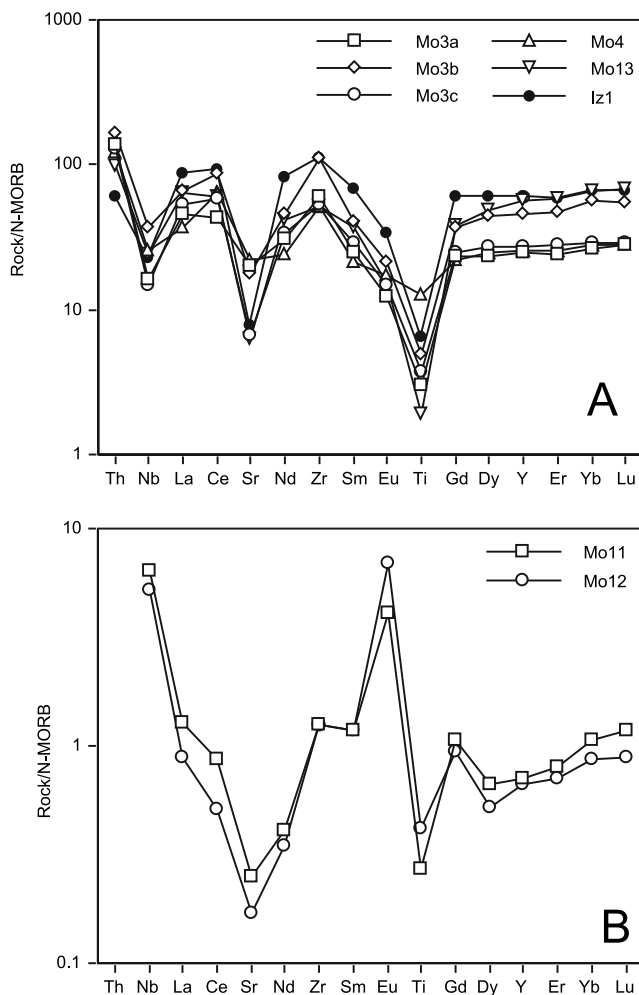 1000
Mo3a Mo4
Mo3b Mo13
Mo3c Iz1
100
Rock/N-MORB
10
A
1
Th Nb La Ce Sr Nd Zr Sm Eu Ti Gd Dy Y Er Yb Lu
10
Mo11
Mo12
1
Rock/N-MORB
B
0.1
Th Nb La Ce Sr Nd Zr Sm Eu Ti Gd Dy Y Er Yb Lu